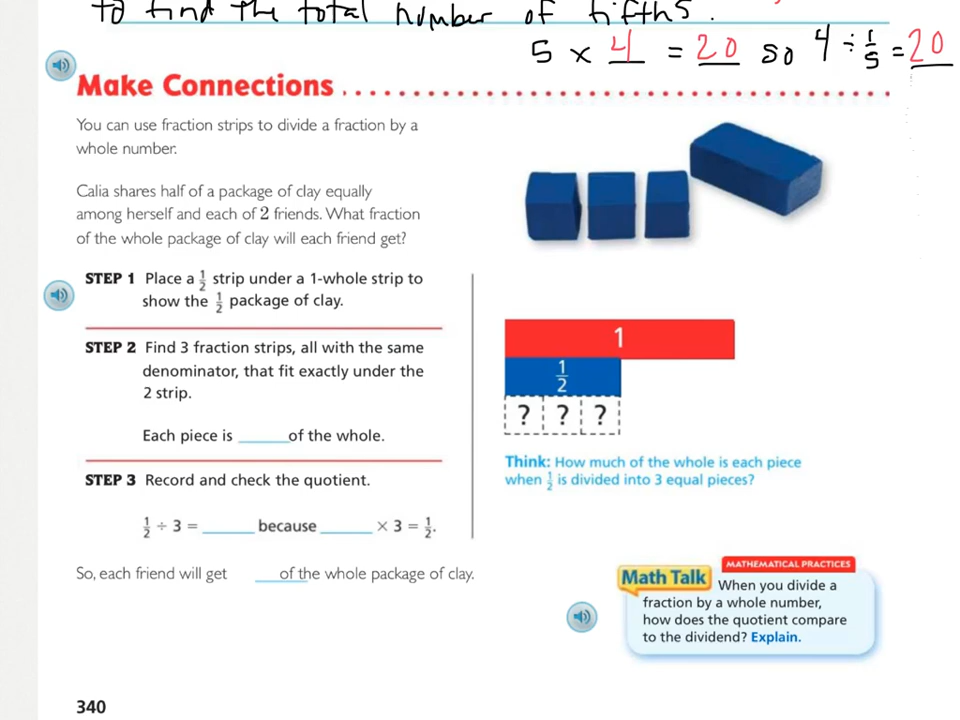 to find the total number of fifths.
5 × 4 = 20 so 4 ÷ 1/5 = 20
Make Connections
You can use fraction strips to divide a fraction by a
whole number.
Calia shares half of a package of clay equally
among herself and each of 2 friends. What fraction
of the whole package of clay will each friend get?
STEP 1 Place a 1/2 strip under a 1-whole strip to
show the 1/2 package of clay.
STEP 2 Find 3 fraction strips, all with the same
denominator, that fit exactly under the
2 strip.
Each piece is ____ of the whole.
STEP 3 Record and check the quotient.
1/2 ÷ 3 = ____ because ____ × 3 = 1/2.
So, each friend will get ____ of the whole package of clay.
1
1/2
? ? ?
Think: How much of the whole is each piece
when 1/2 is divided into 3 equal pieces?
MATHEMATICAL PRACTICES
Math Talk When you divide a
fraction by a whole number,
how does the quotient compare
to the dividend? Explain.
340